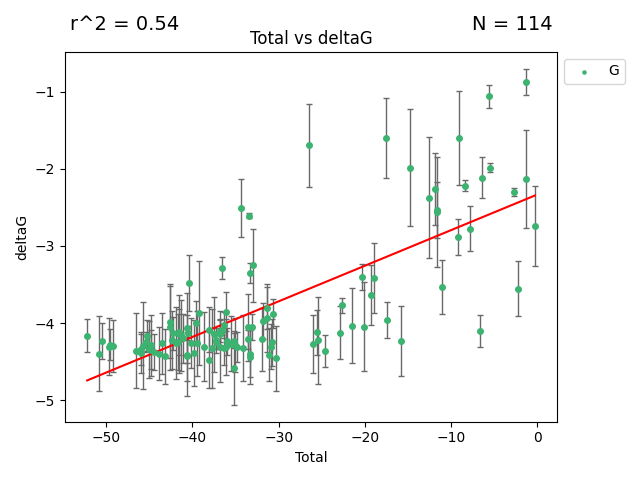 r^2 = 0.54
N = 114
Total vs deltaG
G
−1
−2
−3
−4
−5
deltaG
−50 −40 −30 −20 −10 0
Total